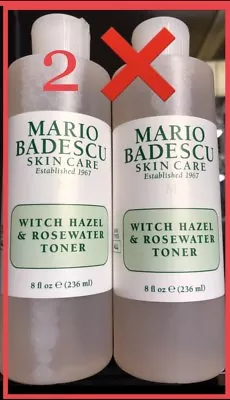 2 X
MARIO
BADESCU
SKIN CARE
Established 1967
WITCH HAZEL
& ROSEWATER
TONER
8 fl oz ℮ (236 ml)
MARIO
BADESCU
SKIN CARE
Established 1967
WITCH HAZEL
& ROSEWATER
TONER
8 fl oz ℮ (236 ml)